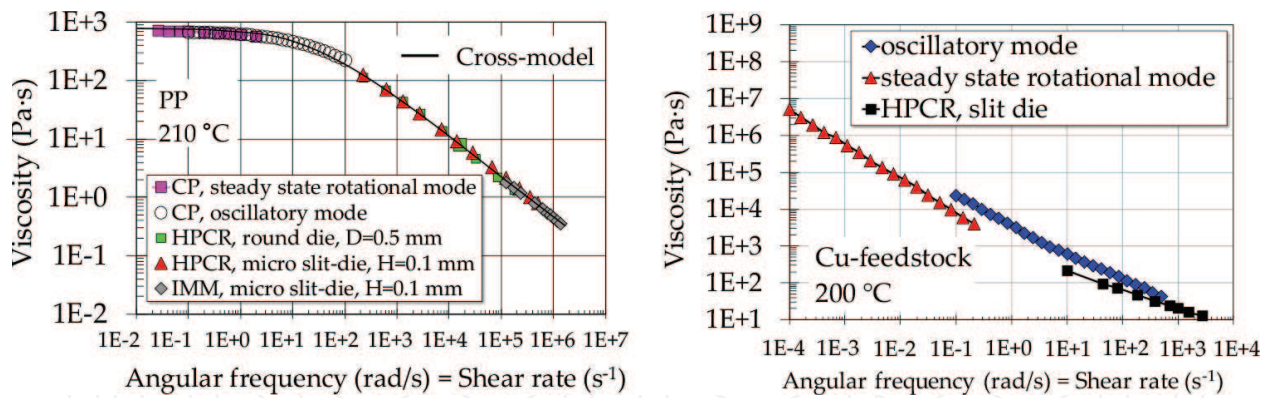 1E+3
1E+2
1E+1
1E+0
1E-1
1E-2
Viscosity (Pa·s)
Cross-model
PP
210 °C
CP, steady state rotational mode
CP, oscillatory mode
HPCR, round die, D=0.5 mm
HPCR, micro slit-die, H=0.1 mm
IMM, micro slit-die, H=0.1 mm
1E-2 1E-1 1E+0 1E+1 1E+2 1E+3 1E+4 1E+5 1E+6 1E+7
Angular frequency (rad/s) = Shear rate (s⁻¹)
1E+9
1E+8
1E+7
1E+6
1E+5
1E+4
1E+3
1E+2
1E+1
Viscosity (Pa·s)
oscillatory mode
steady state rotational mode
HPCR, slit die
Cu-feedstock
200 °C
1E-4 1E-3 1E-2 1E-1 1E+0 1E+1 1E+2 1E+3 1E+4
Angular frequency (rad/s) = Shear rate (s⁻¹)